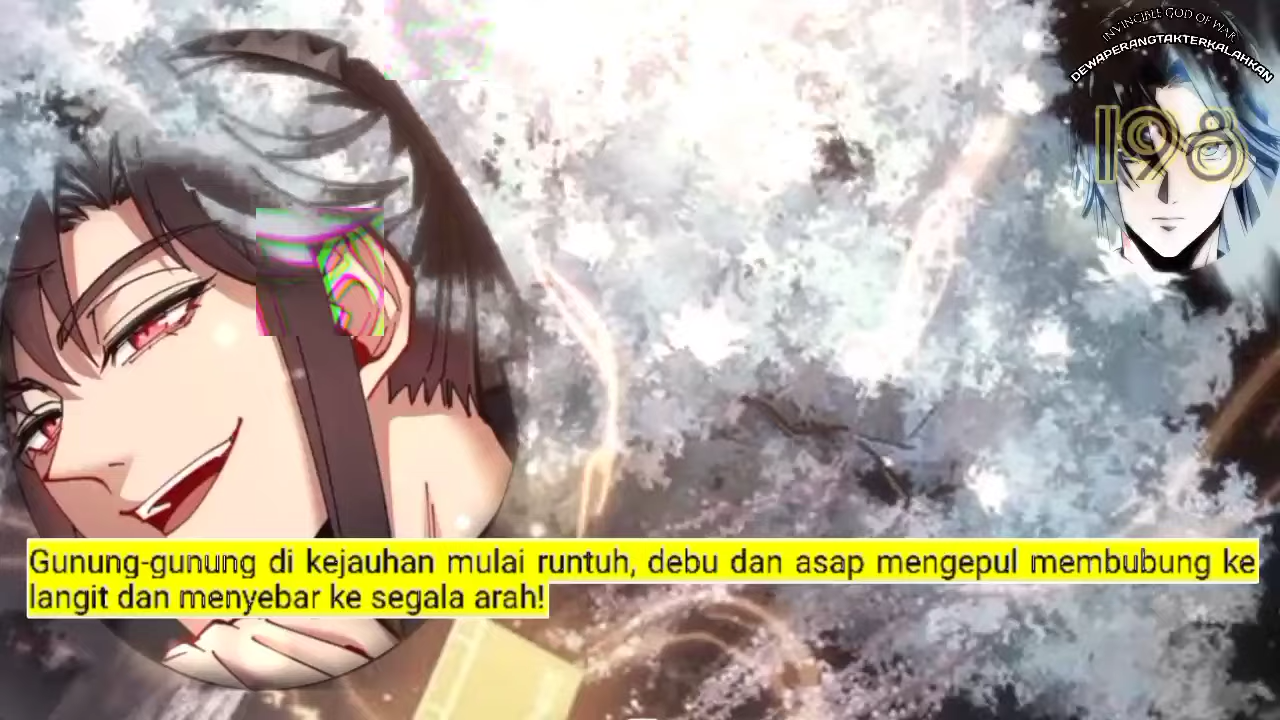 INVINCIBLE GOD OF WAR
DEWAPERANGTAKTERKALAHKAN
198
Gunung-gunung di kejauhan mulai runtuh, debu dan asap mengepul membubung ke
langit dan menyebar ke segala arah!